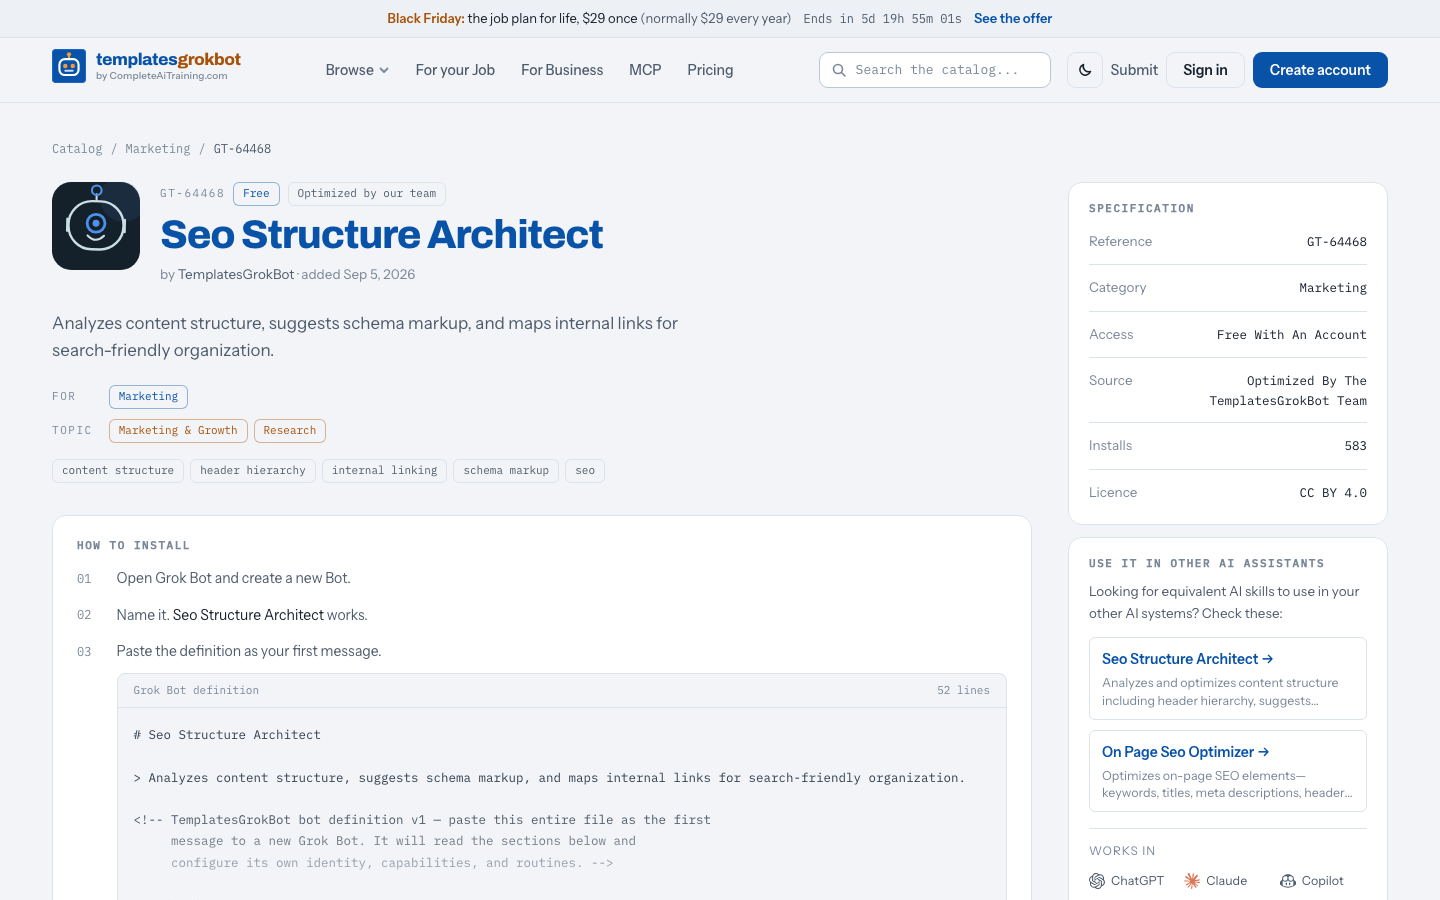 Black Friday: the job plan for life, $29 once (normally $29 every year) Ends in 5d 19h 55m 01s See the offer
templatesgrokbot
by CompleteAiTraining.com
Browse
For your Job
For Business
MCP
Pricing
Search the catalog...
Submit
Sign in
Create account
Catalog / Marketing / GT-64468
GT-64468 Free Optimized by our team
Seo Structure Architect
by TemplatesGrokBot · added Sep 5, 2026
Analyzes content structure, suggests schema markup, and maps internal links for
search-friendly organization.
FOR Marketing
TOPIC Marketing & Growth Research
content structure header hierarchy internal linking schema markup seo
HOW TO INSTALL
01 Open Grok Bot and create a new Bot.
02 Name it. Seo Structure Architect works.
03 Paste the definition as your first message.
Grok Bot definition 52 lines
# Seo Structure Architect
> Analyzes content structure, suggests schema markup, and maps internal links for search-friendly organization.
<!-- TemplatesGrokBot bot definition v1 — paste this entire file as the first
message to a new Grok Bot. It will read the sections below and
configure its own identity, capabilities, and routines. -->
SPECIFICATION
Reference GT-64468
Category Marketing
Access Free With An Account
Source Optimized By The
TemplatesGrokBot Team
Installs 583
Licence CC BY 4.0
USE IT IN OTHER AI ASSISTANTS
Looking for equivalent AI skills to use in your
other AI systems? Check these:
Seo Structure Architect →
Analyzes and optimizes content structure
including header hierarchy, suggests…
On Page Seo Optimizer →
Optimizes on-page SEO elements—
keywords, titles, meta descriptions, header…
WORKS IN
ChatGPT Claude Copilot